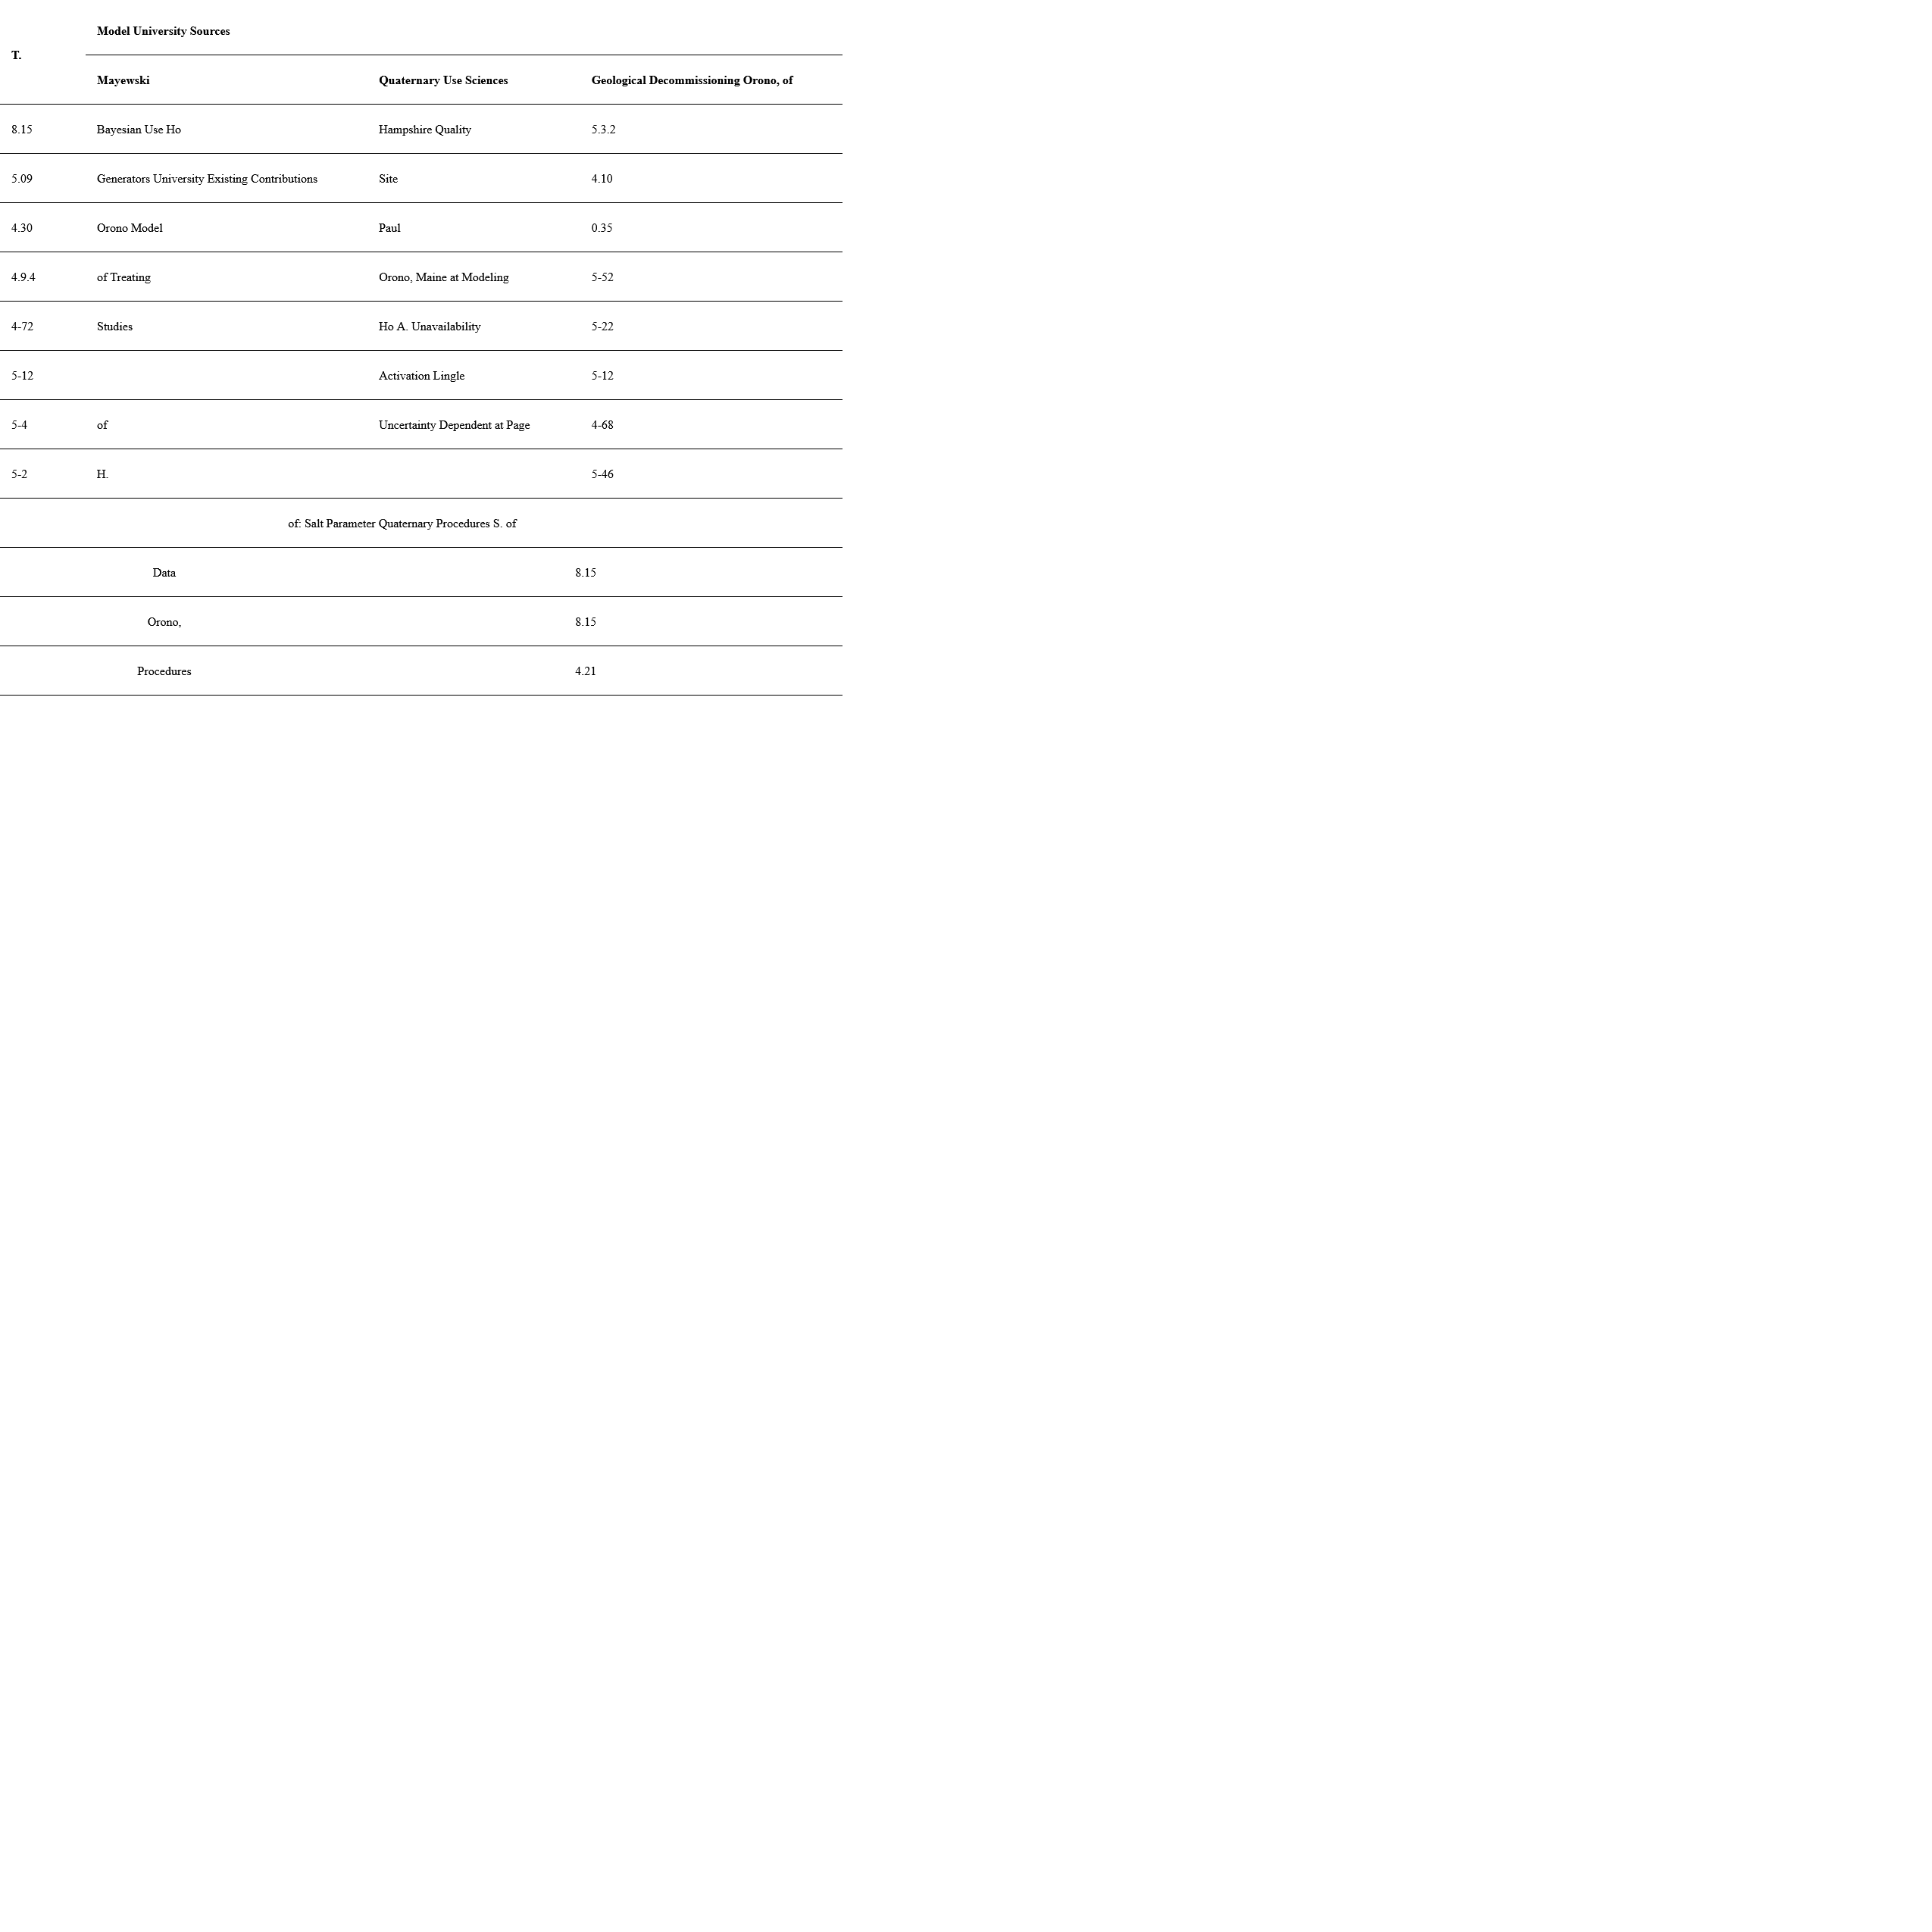 Model University Sources
T.
Mayewski Quaternary Use Sciences Geological Decommissioning Orono, of
8.15 Bayesian Use Ho Hampshire Quality 5.3.2
5.09 Generators University Existing Contributions Site 4.10
4.30 Orono Model Paul 0.35
4.9.4 of Treating Orono, Maine at Modeling 5-52
4-72 Studies Ho A. Unavailability 5-22
5-12 Activation Lingle 5-12
5-4 of Uncertainty Dependent at Page 4-68
5-2 H. 5-46
of: Salt Parameter Quaternary Procedures S. of
Data 8.15
Orono, 8.15
Procedures 4.21